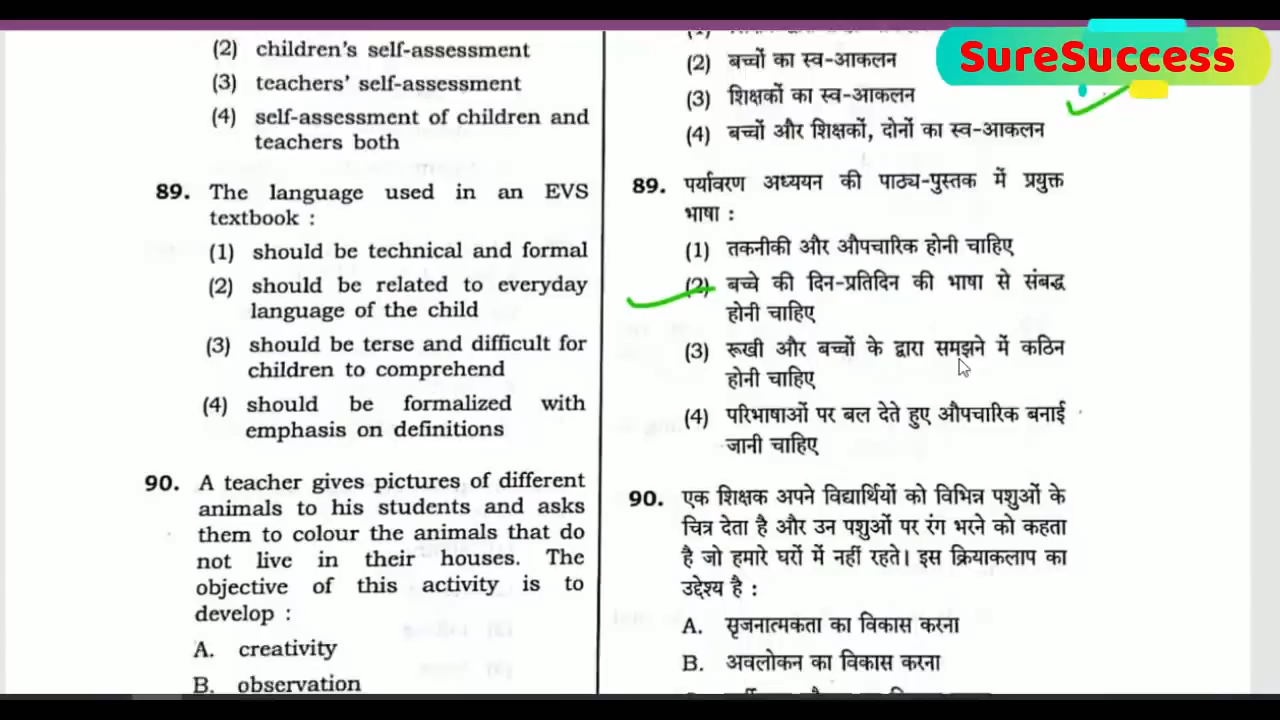 (2) children's self-assessment
(3) teachers' self-assessment
(4) self-assessment of children and
teachers both
89. The language used in an EVS
textbook :
(1) should be technical and formal
(2) should be related to everyday
language of the child
(3) should be terse and difficult for
children to comprehend
(4) should be formalized with
emphasis on definitions
90. A teacher gives pictures of different
animals to his students and asks
them to colour the animals that do
not live in their houses. The
objective of this activity is to
develop :
A. creativity
B. observation
(1)
(2) बच्चों का स्व-आकलन
(3) शिक्षकों का स्व-आकलन
(4) बच्चों और शिक्षकों, दोनों का स्व-आकलन
89. पर्यावरण अध्ययन की पाठ्य-पुस्तक में प्रयुक्त
भाषा :
(1) तकनीकी और औपचारिक होनी चाहिए
(2) बच्चे की दिन-प्रतिदिन की भाषा से संबद्ध
होनी चाहिए
(3) रूखी और बच्चों के द्वारा समझने में कठिन
होनी चाहिए
(4) परिभाषाओं पर बल देते हुए औपचारिक बनाई
जानी चाहिए
90. एक शिक्षक अपने विद्यार्थियों को विभिन्न पशुओं के
चित्र देता है और उन पशुओं पर रंग भरने को कहता
है जो हमारे घरों में नहीं रहते। इस क्रियाकलाप का
उद्देश्य है :
A. सृजनात्मकता का विकास करना
B. अवलोकन का विकास करना
SureSuccess